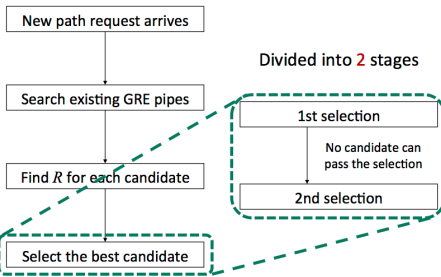 New path request arrives
Search existing GRE pipes
Find R for each candidate
Select the best candidate
Divided into 2 stages
1st selection
No candidate can
pass the selection
2nd selection